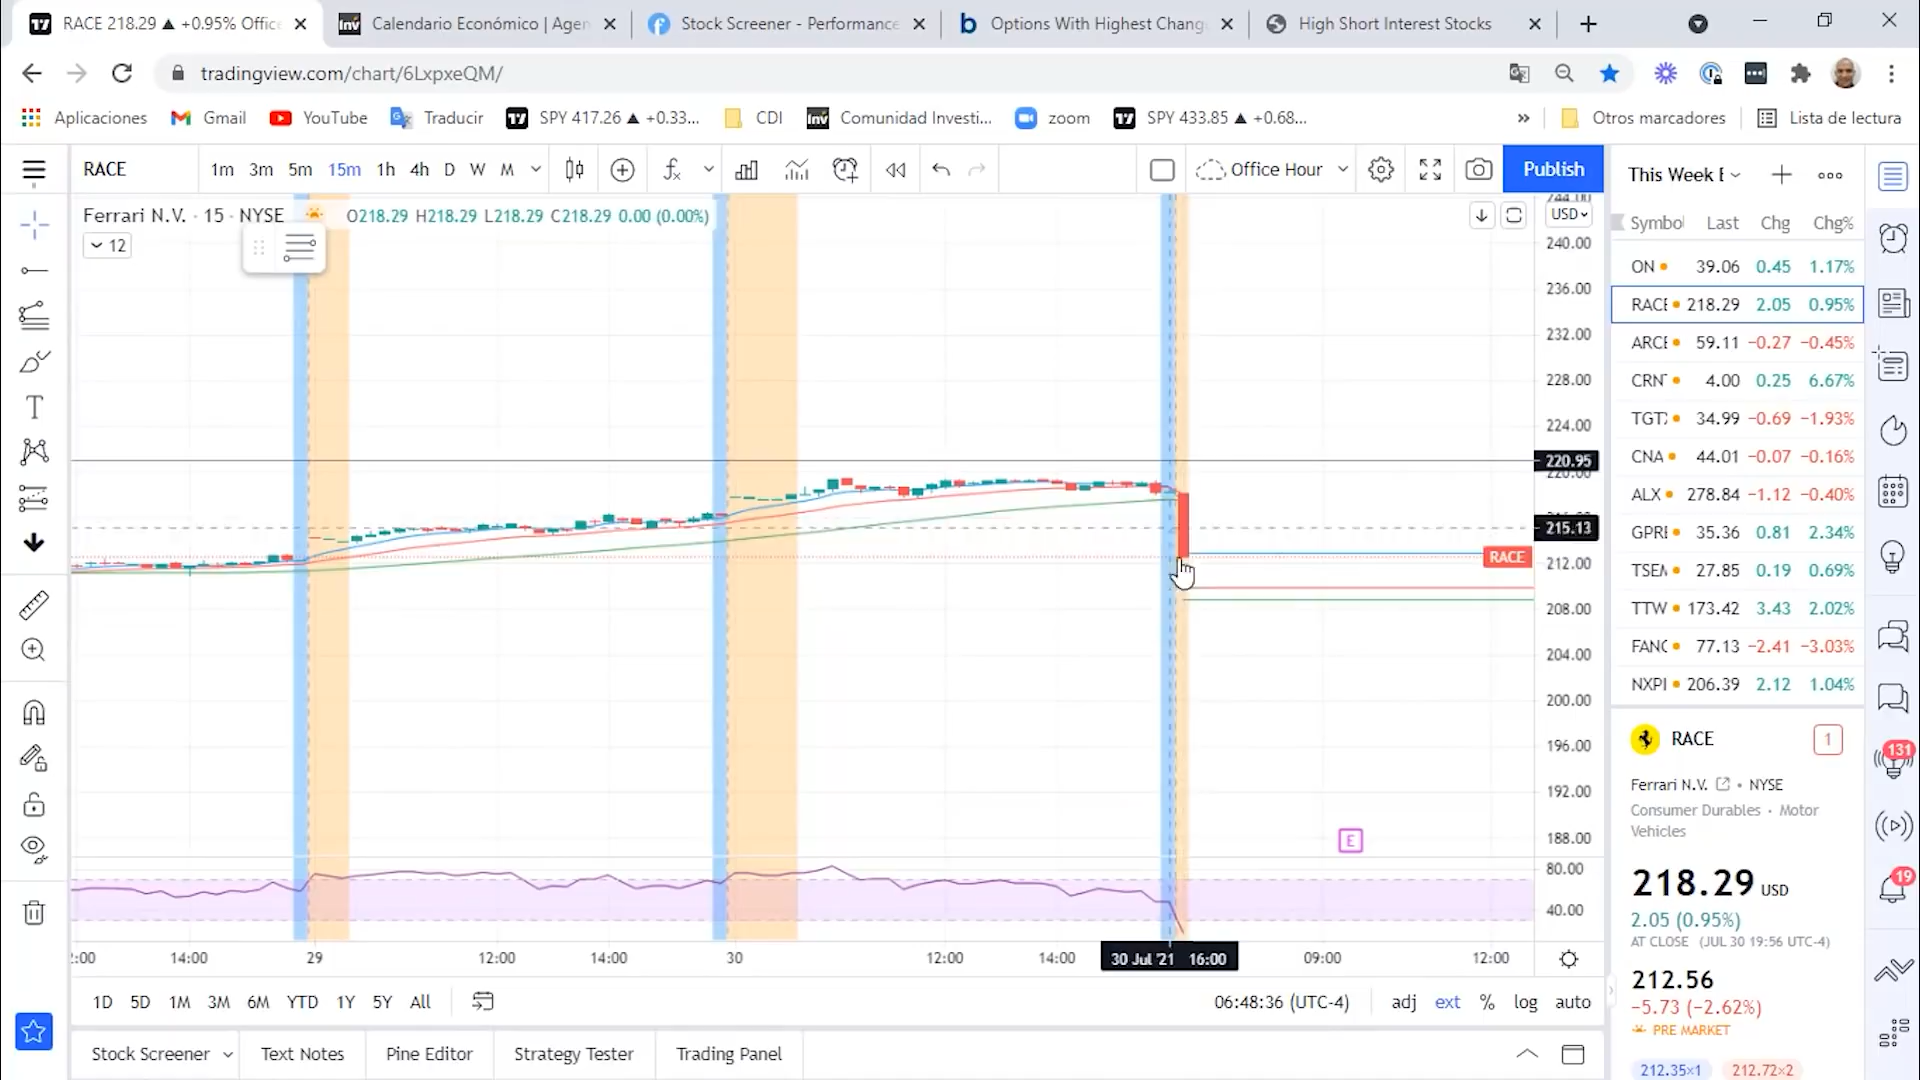 RACE 218.29 ▲ +0.95% Office
Calendario Económico | Agen
Stock Screener - Performance
Options With Highest Chang
High Short Interest Stocks
tradingview.com/chart/6LxpxeQM/
Aplicaciones
Gmail
YouTube
Traducir
SPY 417.26 ▲ +0.33...
CDI
Comunidad Investi...
zoom
SPY 433.85 ▲ +0.68...
»
Otros marcadores
Lista de lectura
RACE
1m 3m 5m 15m 1h 4h D W M
Office Hour
Publish
Ferrari N.V. · 15 · NYSE
O218.29 H218.29 L218.29 C218.29 0.00 (0.00%)
12
USD
244.00
240.00
236.00
232.00
228.00
224.00
220.95
220.00
215.13
RACE
212.00
208.00
204.00
200.00
196.00
192.00
188.00
80.00
40.00
E
14:00
29
12:00
14:00
30
12:00
14:00
30 Jul '21 16:00
09:00
12:00
1D 5D 1M 3M 6M YTD 1Y 5Y All
06:48:36 (UTC-4)
adj ext % log auto
Stock Screener
Text Notes
Pine Editor
Strategy Tester
Trading Panel
This Week E
Symbol Last Chg Chg%
ON 39.06 0.45 1.17%
RACE 218.29 2.05 0.95%
ARCE 59.11 −0.27 −0.45%
CRNT 4.00 0.25 6.67%
TGTX 34.99 −0.69 −1.93%
CNA 44.01 −0.07 −0.16%
ALX 278.84 −1.12 −0.40%
GPRE 35.36 0.81 2.34%
TSEM 27.85 0.19 0.69%
TTW 173.42 3.43 2.02%
FANG 77.13 −2.41 −3.03%
NXPI 206.39 2.12 1.04%
RACE
1
Ferrari N.V. • NYSE
Consumer Durables • Motor
Vehicles
218.29 USD
2.05 (0.95%)
AT CLOSE (JUL 30 19:56 UTC-4)
212.56
−5.73 (−2.62%)
PRE MARKET
212.35×1
212.72×2
131
19